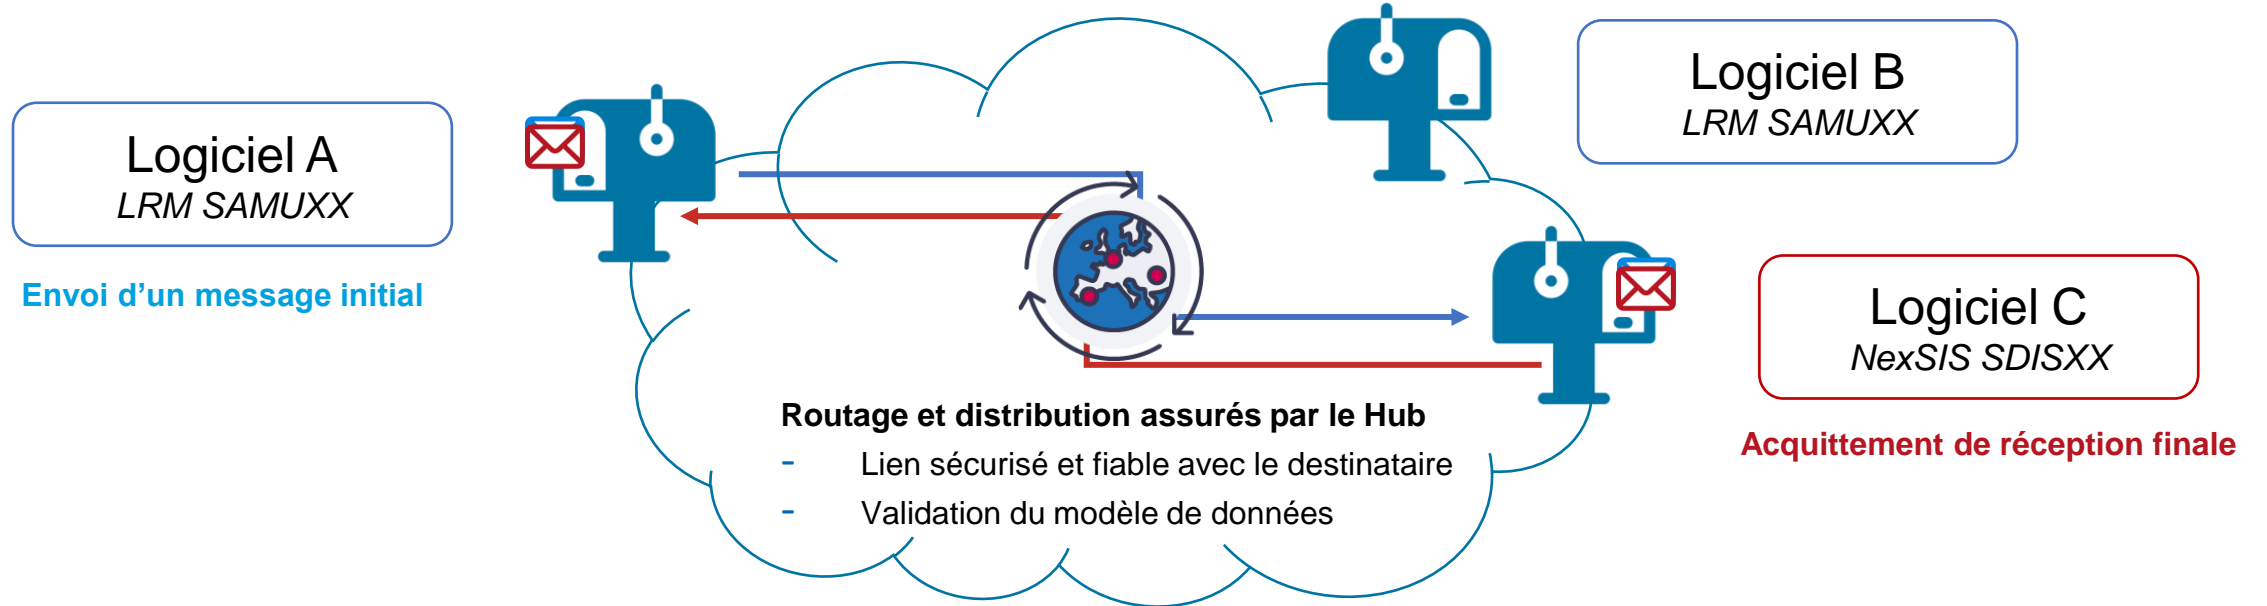 Logiciel A
LRM SAMUXX
Envoi d’un message initial
Logiciel B
LRM SAMUXX
Logiciel C
NexSIS SDISXX
Acquittement de réception finale
Routage et distribution assurés par le Hub
- Lien sécurisé et fiable avec le destinataire
- Validation du modèle de données